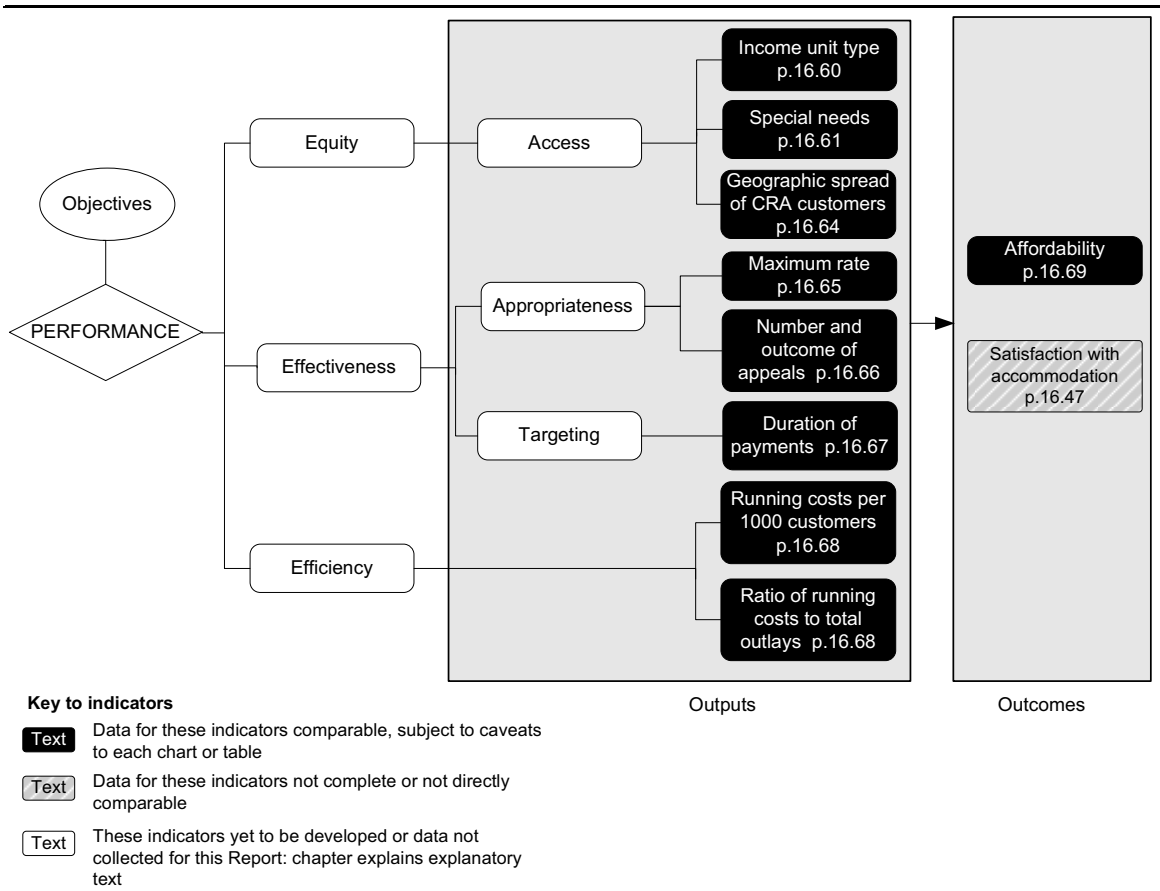 Objectives
PERFORMANCE
Equity
Effectiveness
Efficiency
Access
Appropriateness
Targeting
Income unit type
p.16.60
Special needs
p.16.61
Geographic spread
of CRA customers
p.16.64
Maximum rate
p.16.65
Number and
outcome of
appeals p.16.66
Duration of
payments p.16.67
Running costs per
1000 customers
p.16.68
Ratio of running
costs to total
outlays p.16.68
Affordability
p.16.69
Satisfaction with
accommodation
p.16.47
Outputs
Outcomes
Key to indicators
Text
Data for these indicators comparable, subject to caveats
to each chart or table
Text
Data for these indicators not complete or not directly
comparable
Text
These indicators yet to be developed or data not
collected for this Report: chapter explains explanatory
text